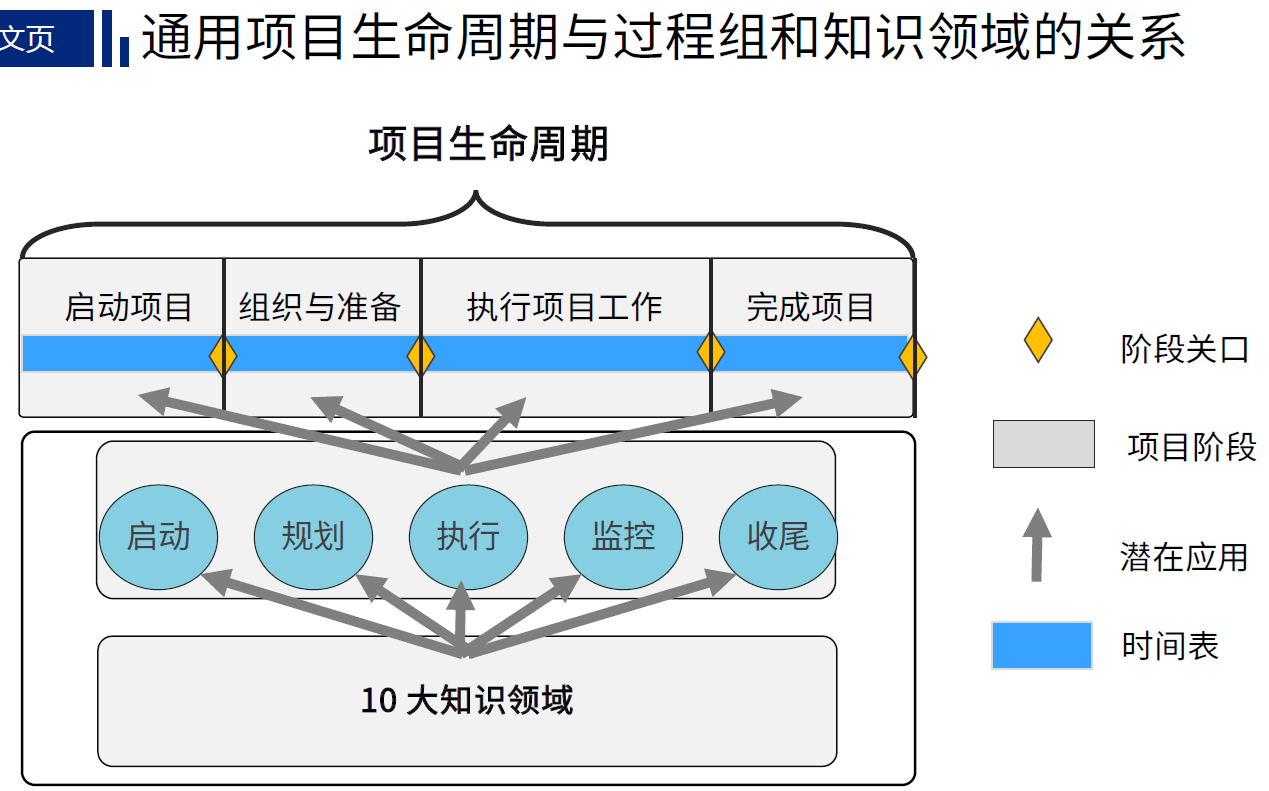 文页
通用项目生命周期与过程组和知识领域的关系
项目生命周期
启动项目 组织与准备 执行项目工作 完成项目
阶段关口
项目阶段
启动 规划 执行 监控 收尾
潜在应用
时间表
10 大知识领域